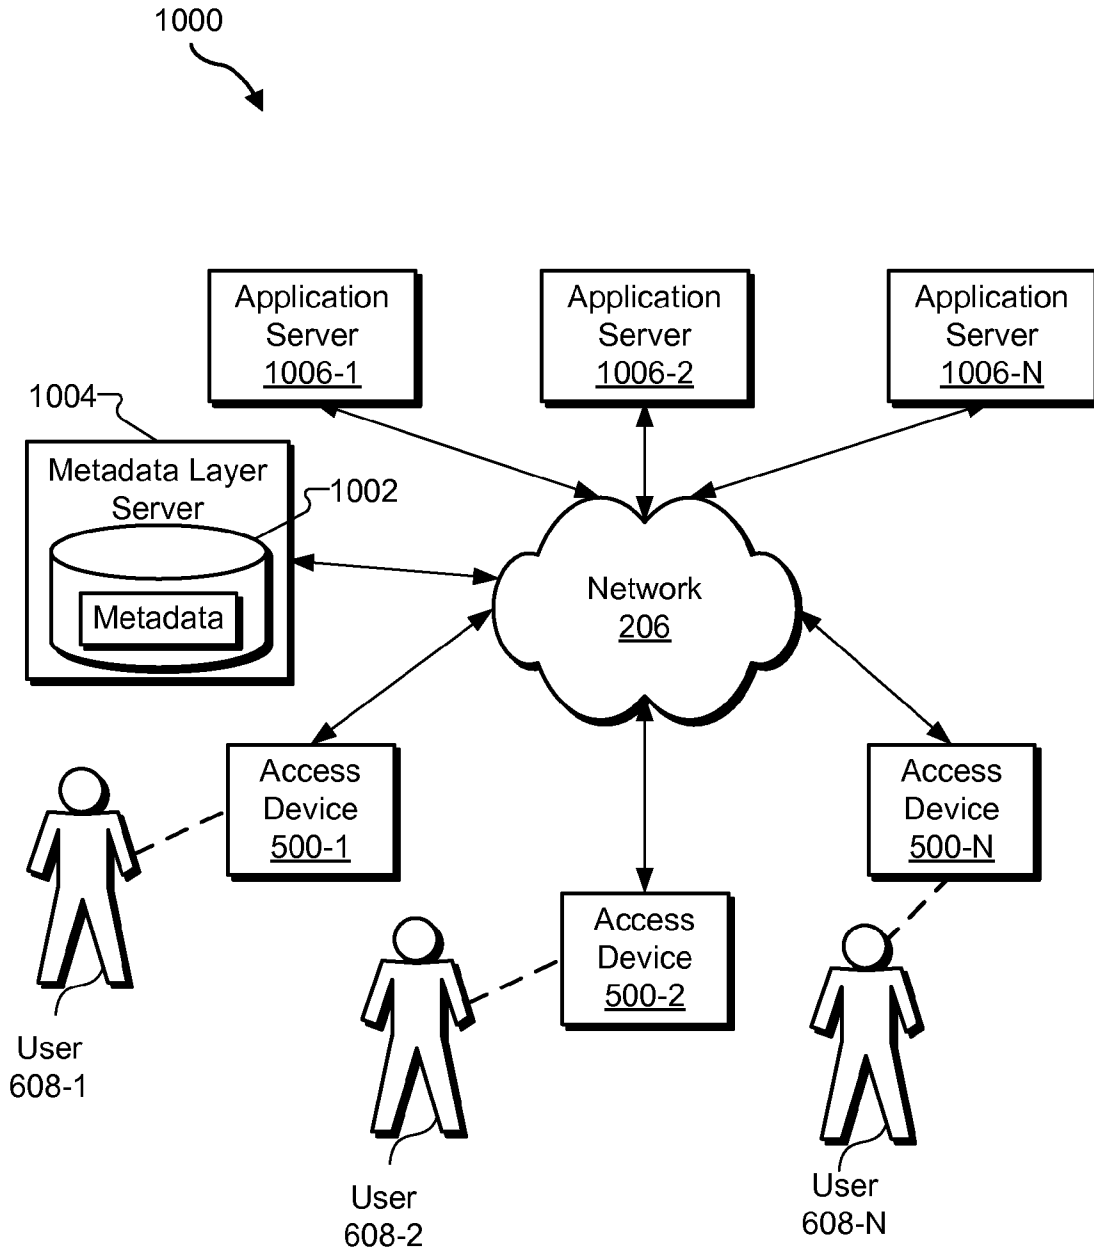 1000
Application
Server
1006-1
Application
Server
1006-2
Application
Server
1006-N
1004
Metadata Layer
Server
1002
Metadata
Network
206
Access
Device
500-1
Access
Device
500-2
Access
Device
500-N
User
608-1
User
608-2
User
608-N